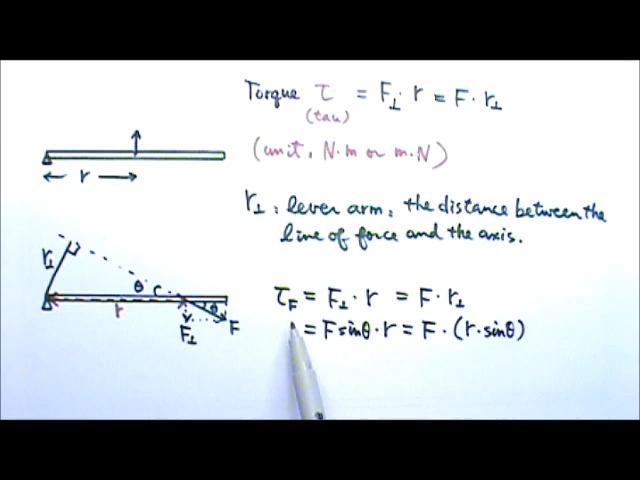 Torque τ = F⊥· r = F · r⊥
(tau)
(unit, N·m or m·N)
r
r⊥ : lever arm, the distance between the
line of force and the axis.
r⊥
θ
r
θ
F⊥
F
τF = F⊥ · r = F · r⊥
= F sinθ · r = F · (r · sinθ)